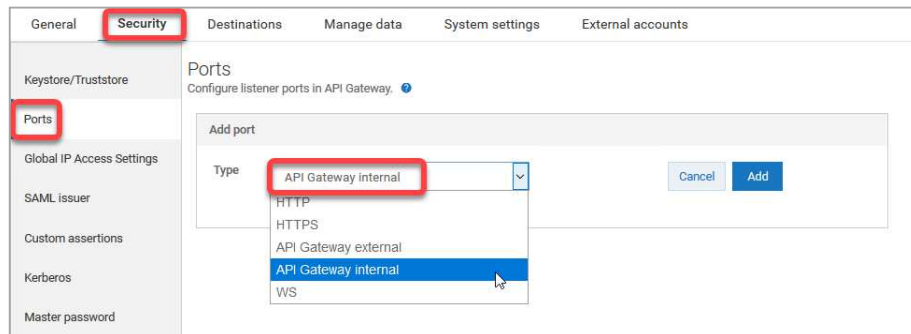 General Security Destinations Manage data System settings External accounts
Keystore/Truststore
Ports
Global IP Access Settings
SAML issuer
Custom assertions
Kerberos
Master password
Ports
Configure listener ports in API Gateway. ?
Add port
Type API Gateway internal Cancel Add
HTTP
HTTPS
API Gateway external
API Gateway internal
WS